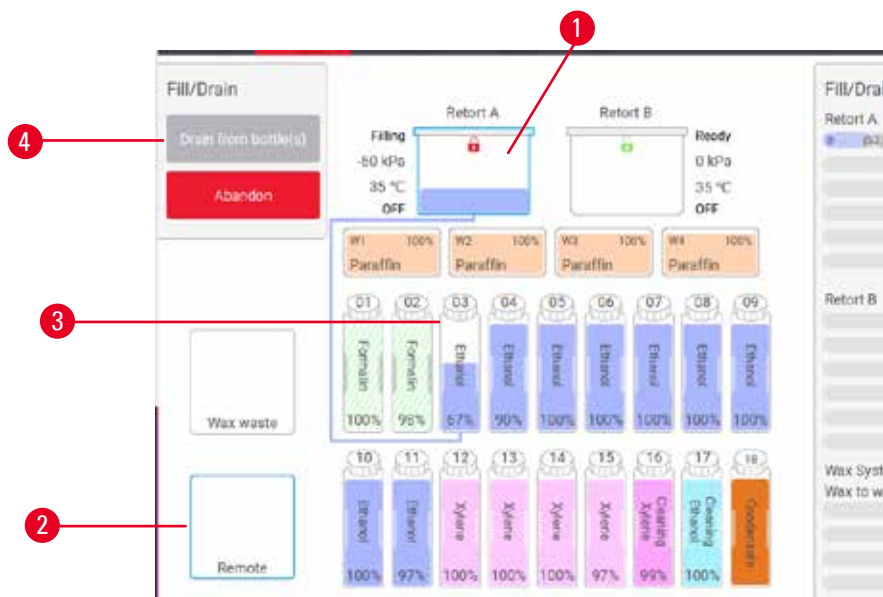 1
Fill/Drain
Drain from bottle(s)
Abandon
4
Retort A
Retort B
Filling
-50 kPa
35 °C
OFF
Ready
0 kPa
35 °C
OFF
W1 100%
Paraffin
W2 100%
Paraffin
W3 100%
Paraffin
W4 100%
Paraffin
3
01 02 03 04 05 06 07 08 09
Formalin
Formalin
Ethanol
Ethanol
Ethanol
Ethanol
Ethanol
Ethanol
Ethanol
100% 98% 67% 90% 100% 100% 100% 100% 100%
Wax waste
10 11 12 13 14 15 16 17 18
Ethanol
Ethanol
Xylene
Xylene
Xylene
Xylene
Cleaning
Xylene
Cleaning
Ethanol
Condensate
100% 97% 100% 100% 100% 97% 99% 100%
2
Remote
Fill/Drai
Retort A
Retort B
Wax Syst
Wax to w